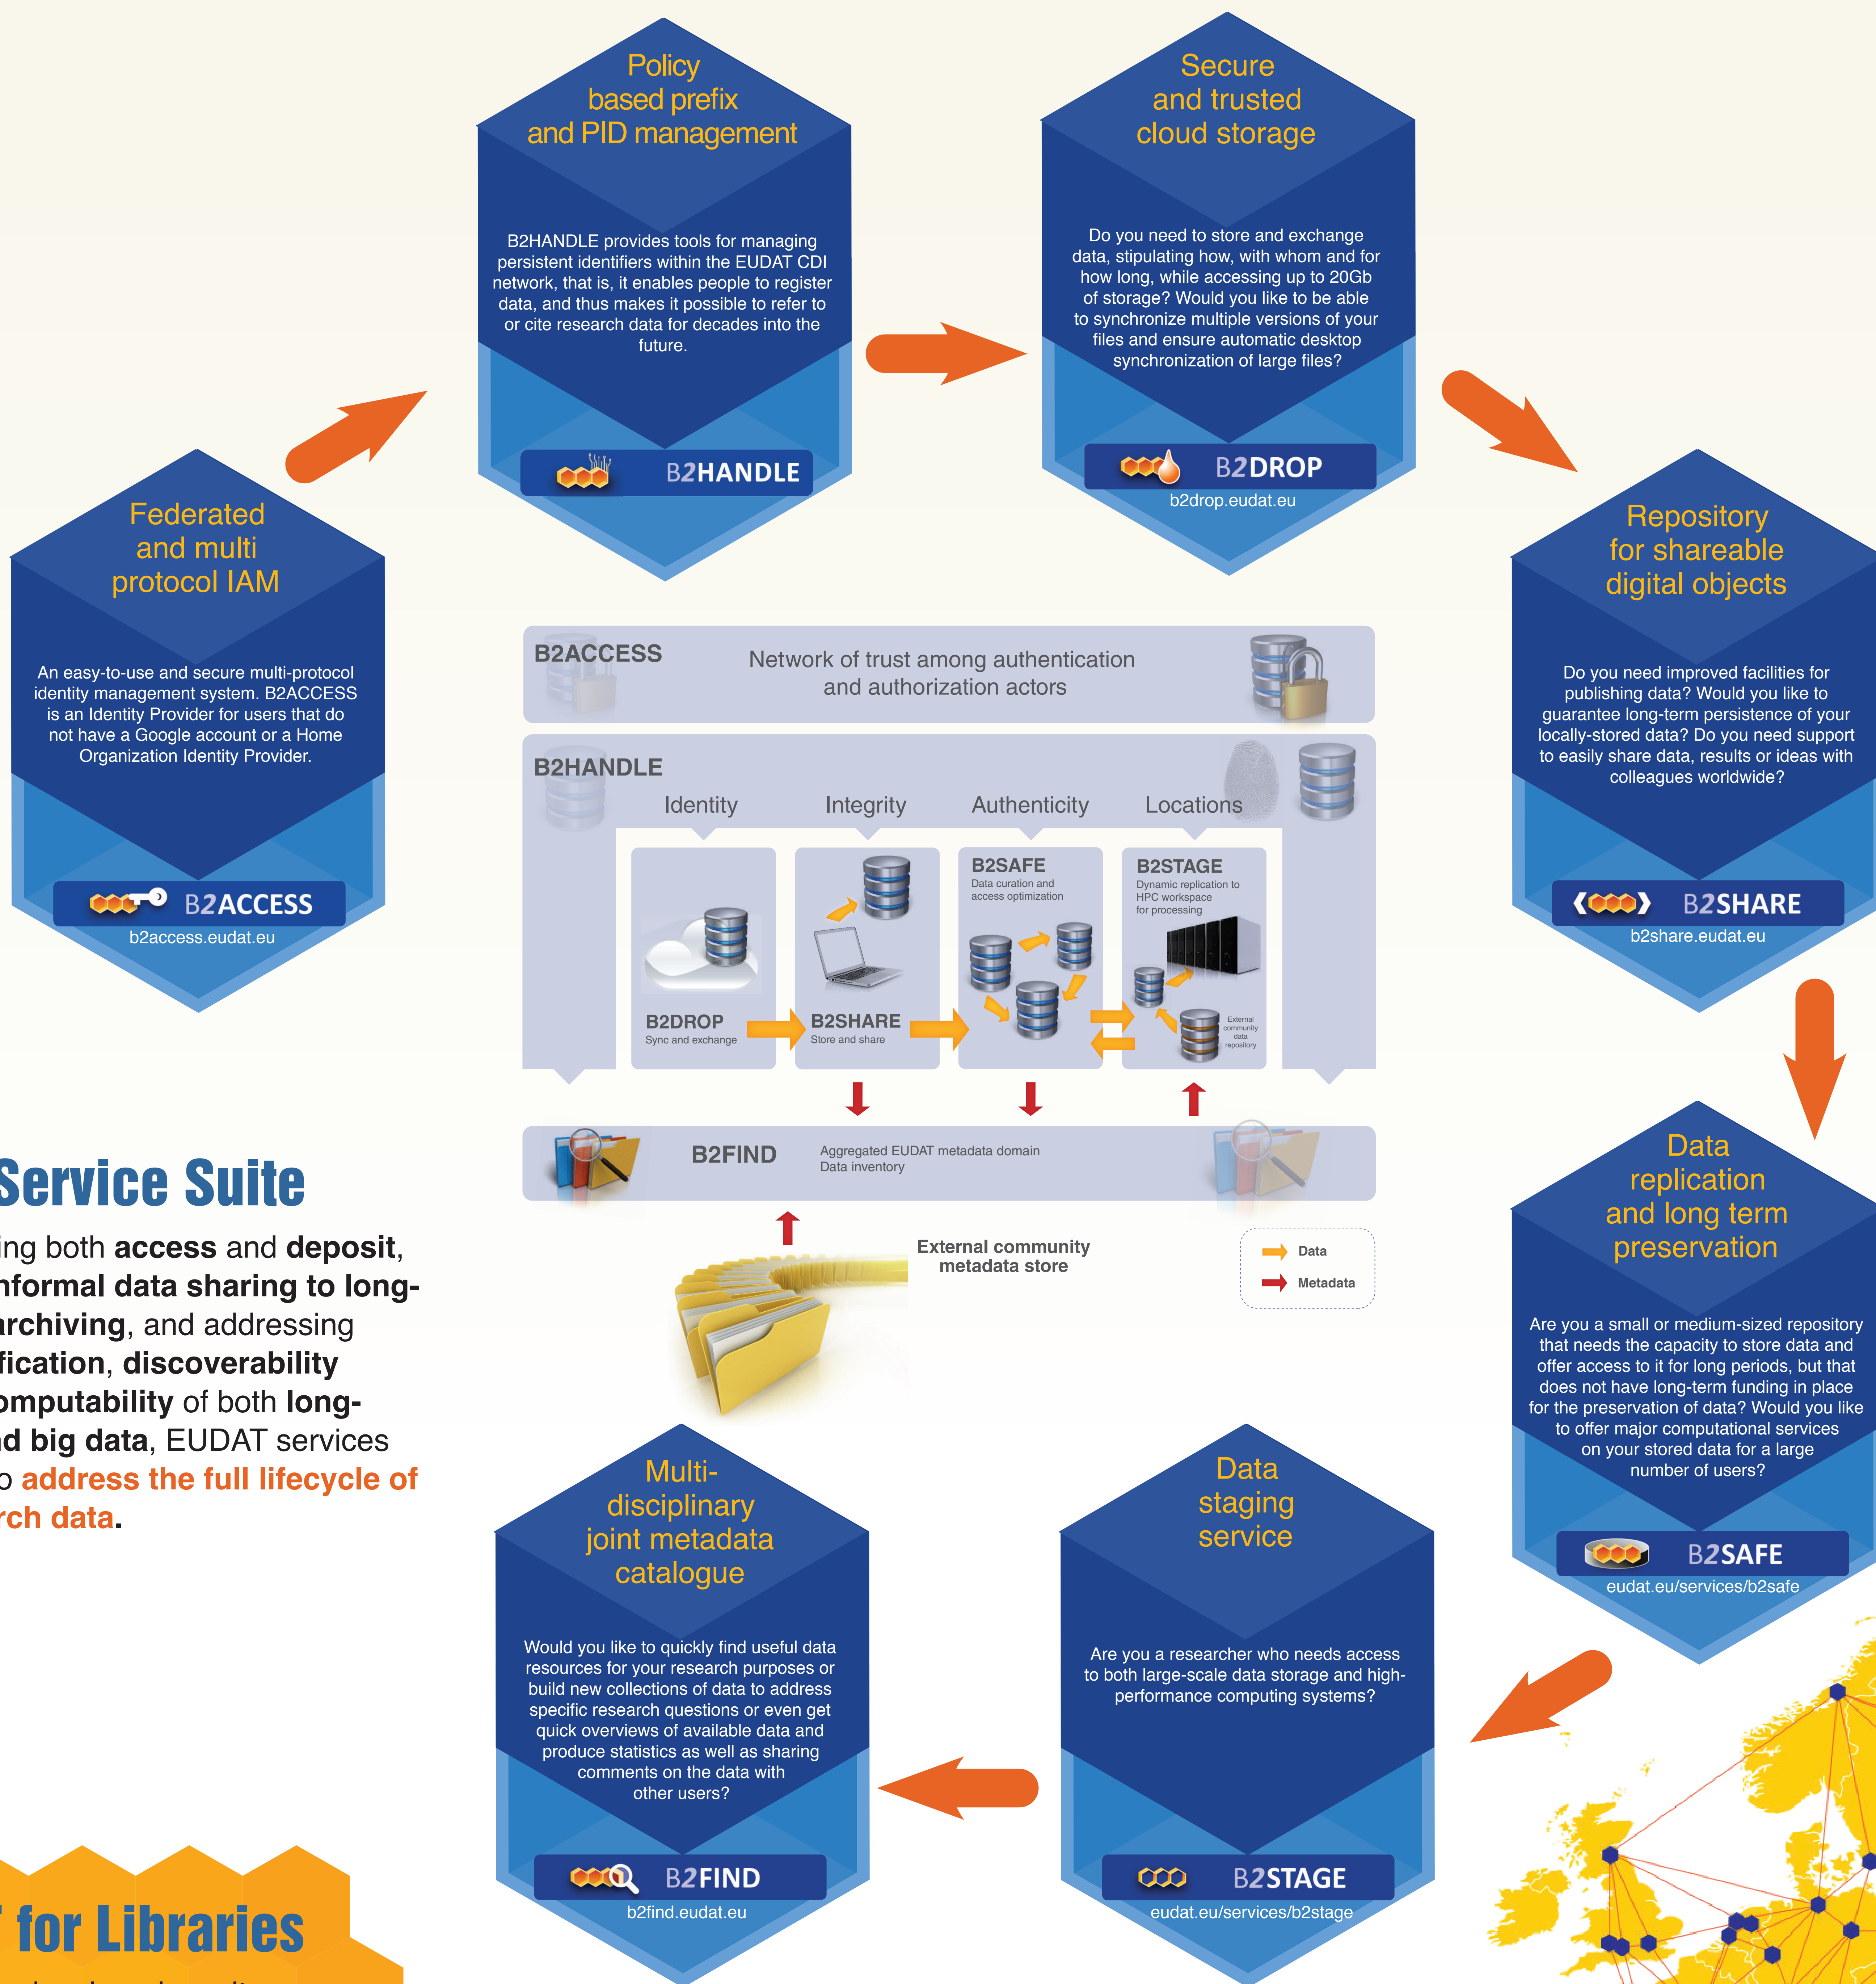 Policy
based prefix
and PID management
B2HANDLE provides tools for managing
persistent identifiers within the EUDAT CDI
network, that is, it enables people to register
data, and thus makes it possible to refer to
or cite research data for decades into the
future.
B2HANDLE
Secure
and trusted
cloud storage
Do you need to store and exchange
data, stipulating how, with whom and for
how long, while accessing up to 20Gb
of storage? Would you like to be able
to synchronize multiple versions of your
files and ensure automatic desktop
synchronization of large files?
B2DROP
b2drop.eudat.eu
Federated
and multi
protocol IAM
An easy-to-use and secure multi-protocol
identity management system. B2ACCESS
is an Identity Provider for users that do
not have a Google account or a Home
Organization Identity Provider.
B2ACCESS
b2access.eudat.eu
Repository
for shareable
digital objects
Do you need improved facilities for
publishing data? Would you like to
guarantee long-term persistence of your
locally-stored data? Do you need support
to easily share data, results or ideas with
colleagues worldwide?
B2SHARE
b2share.eudat.eu
B2ACCESS
Network of trust among authentication
and authorization actors
B2HANDLE
Identity
Integrity
Authenticity
Locations
B2DROP
Sync and exchange
B2SHARE
Store and share
B2SAFE
Data curation and
access optimization
B2STAGE
Dynamic replication to
HPC workspace
for processing
External
community
data
repository
B2FIND
Aggregated EUDAT metadata domain
Data inventory
External community
metadata store
Data
Metadata
Service Suite
ing both access and deposit,
nformal data sharing to long-
archiving, and addressing
fication, discoverability
omputability of both long-
nd big data, EUDAT services
o address the full lifecycle of
rch data.
Data
replication
and long term
preservation
Are you a small or medium-sized repository
that needs the capacity to store data and
offer access to it for long periods, but that
does not have long-term funding in place
for the preservation of data? Would you like
to offer major computational services
on your stored data for a large
number of users?
B2SAFE
eudat.eu/services/b2safe
Multi-
disciplinary
joint metadata
catalogue
Would you like to quickly find useful data
resources for your research purposes or
build new collections of data to address
specific research questions or even get
quick overviews of available data and
produce statistics as well as sharing
comments on the data with
other users?
B2FIND
b2find.eudat.eu
Data
staging
service
Are you a researcher who needs access
to both large-scale data storage and high-
performance computing systems?
B2STAGE
eudat.eu/services/b2stage
for Libraries